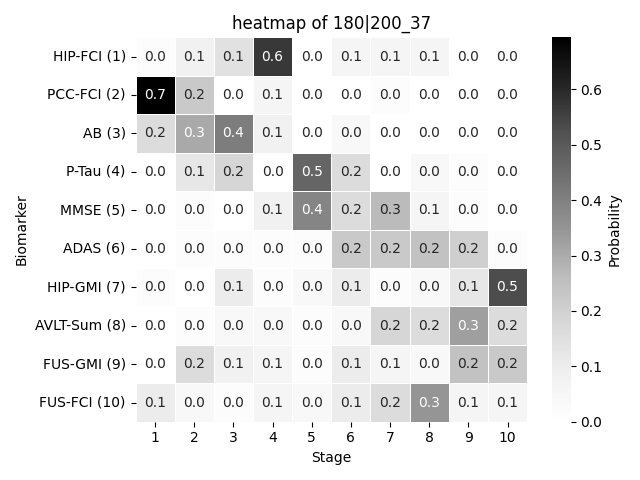 heatmap of 180|200_37
HIP-FCI (1) 0.0 0.1 0.1 0.6 0.0 0.1 0.1 0.1 0.0 0.0
PCC-FCI (2) 0.7 0.2 0.0 0.1 0.0 0.0 0.0 0.0 0.0 0.0
AB (3) 0.2 0.3 0.4 0.1 0.0 0.0 0.0 0.0 0.0 0.0
P-Tau (4) 0.0 0.1 0.2 0.0 0.5 0.2 0.0 0.0 0.0 0.0
MMSE (5) 0.0 0.0 0.0 0.1 0.4 0.2 0.3 0.1 0.0 0.0
ADAS (6) 0.0 0.0 0.0 0.0 0.0 0.2 0.2 0.2 0.2 0.0
HIP-GMI (7) 0.0 0.0 0.1 0.0 0.0 0.1 0.0 0.0 0.1 0.5
AVLT-Sum (8) 0.0 0.0 0.0 0.0 0.0 0.0 0.2 0.2 0.3 0.2
FUS-GMI (9) 0.0 0.2 0.1 0.1 0.0 0.1 0.1 0.0 0.2 0.2
FUS-FCI (10) 0.1 0.0 0.0 0.1 0.0 0.1 0.2 0.3 0.1 0.1
1 2 3 4 5 6 7 8 9 10
Stage
Biomarker
0.6
0.5
0.4
0.3
0.2
0.1
0.0
Probability